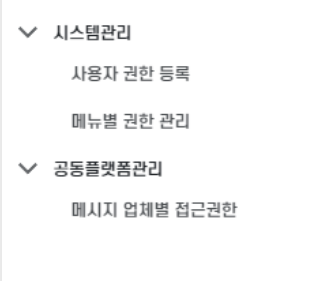 시스템관리
사용자 권한 등록
메뉴별 권한 관리
공동플랫폼관리
메시지 업체별 접근권한